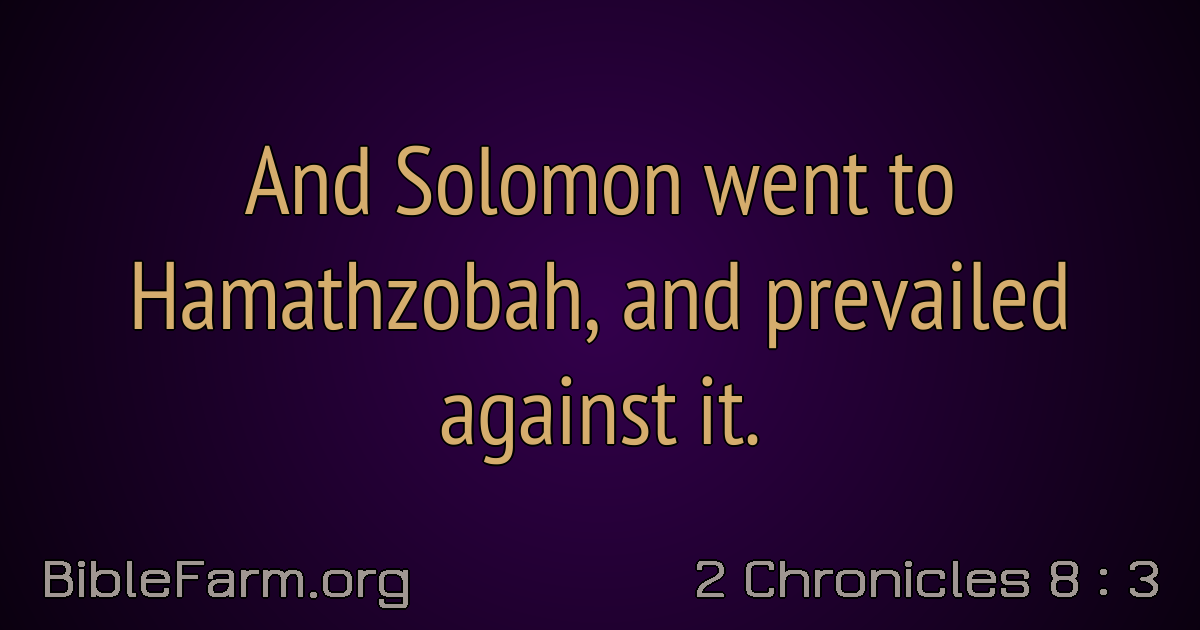 And Solomon went to
Hamathzobah, and prevailed
against it.
BibleFarm.org
2 Chronicles 8 : 3